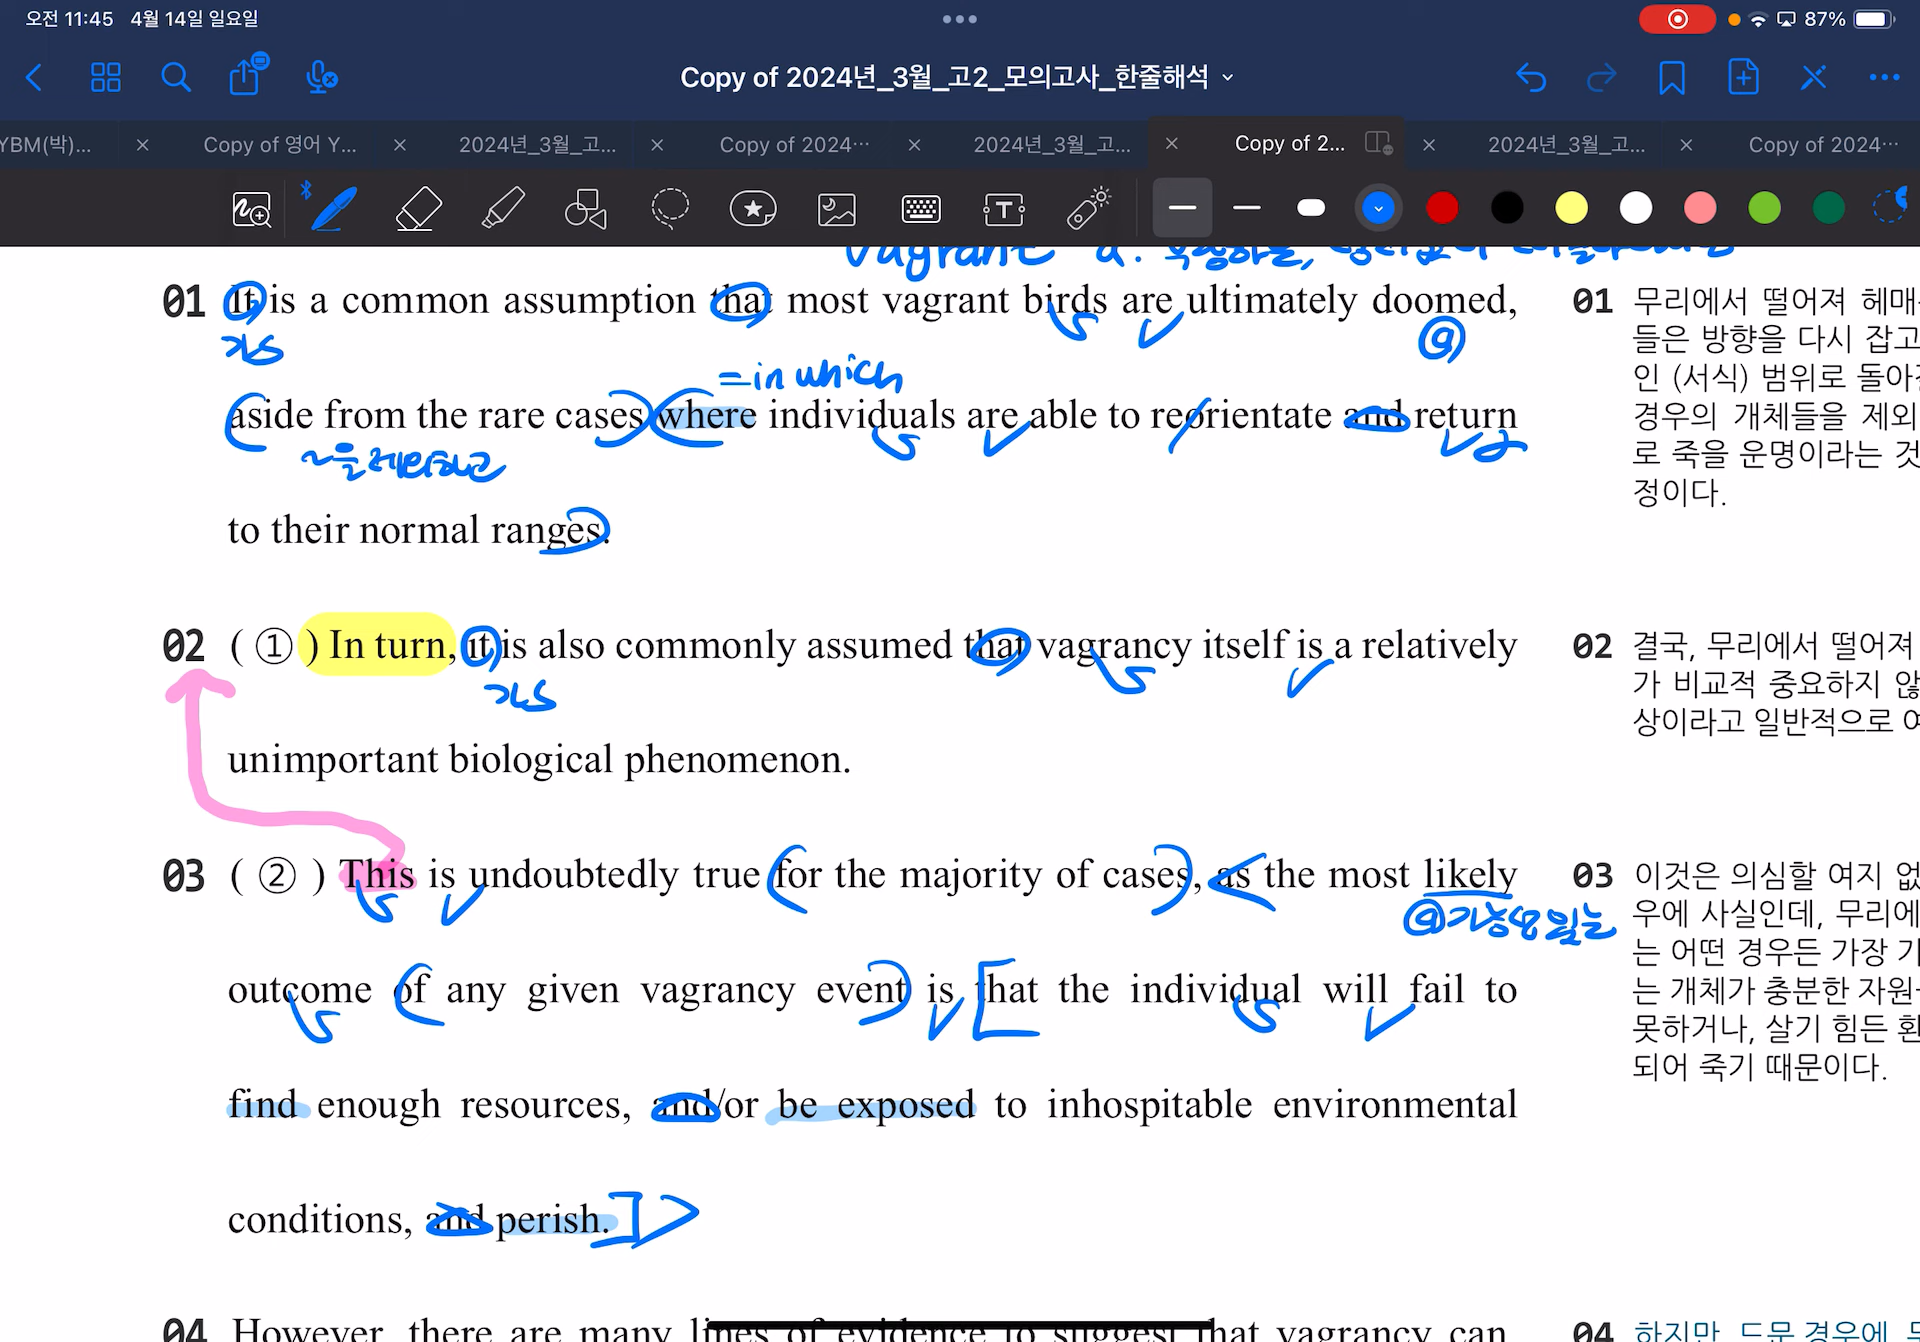 오전 11:45 4월 14일 일요일
87%
Copy of 2024년_3월_고2_모의고사_한줄해석
YBM(박)... Copy of 영어 Y... 2024년_3월_고... Copy of 2024... 2024년_3월_고... Copy of 2... 2024년_3월_고... Copy of 2024...
vagrant a.
01 It is a common assumption that most vagrant birds are ultimately doomed,
가S
ⓐ
=in which
aside from the rare cases where individuals are able to reorientate and return
~을 제외하고
to their normal ranges.
02 ( ① ) In turn, it is also commonly assumed that vagrancy itself is a relatively
가S
unimportant biological phenomenon.
03 ( ② ) This is undoubtedly true for the majority of cases, as the most likely
ⓐ가능성 있는
outcome of any given vagrancy event is that the individual will fail to
find enough resources, and/or be exposed to inhospitable environmental
conditions, and perish.
04 However, there are many lines of evidence to suggest that vagrancy can,
01 무리에서 떨어져 헤매
들은 방향을 다시 잡고
인 (서식) 범위로 돌아
경우의 개체들을 제외
로 죽을 운명이라는 것
정이다.
02 결국, 무리에서 떨어져
가 비교적 중요하지 않
상이라고 일반적으로 여
03 이것은 의심할 여지 없
우에 사실인데, 무리에
는 어떤 경우든 가장 가
는 개체가 충분한 자원
못하거나, 살기 힘든 환
되어 죽기 때문이다.
04 하지만, 드문 경우에